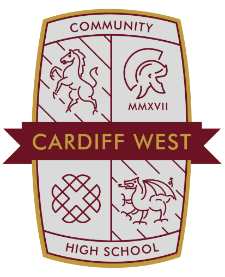 COMMUNITY
MMXVII
CARDIFF WEST
HIGH SCHOOL